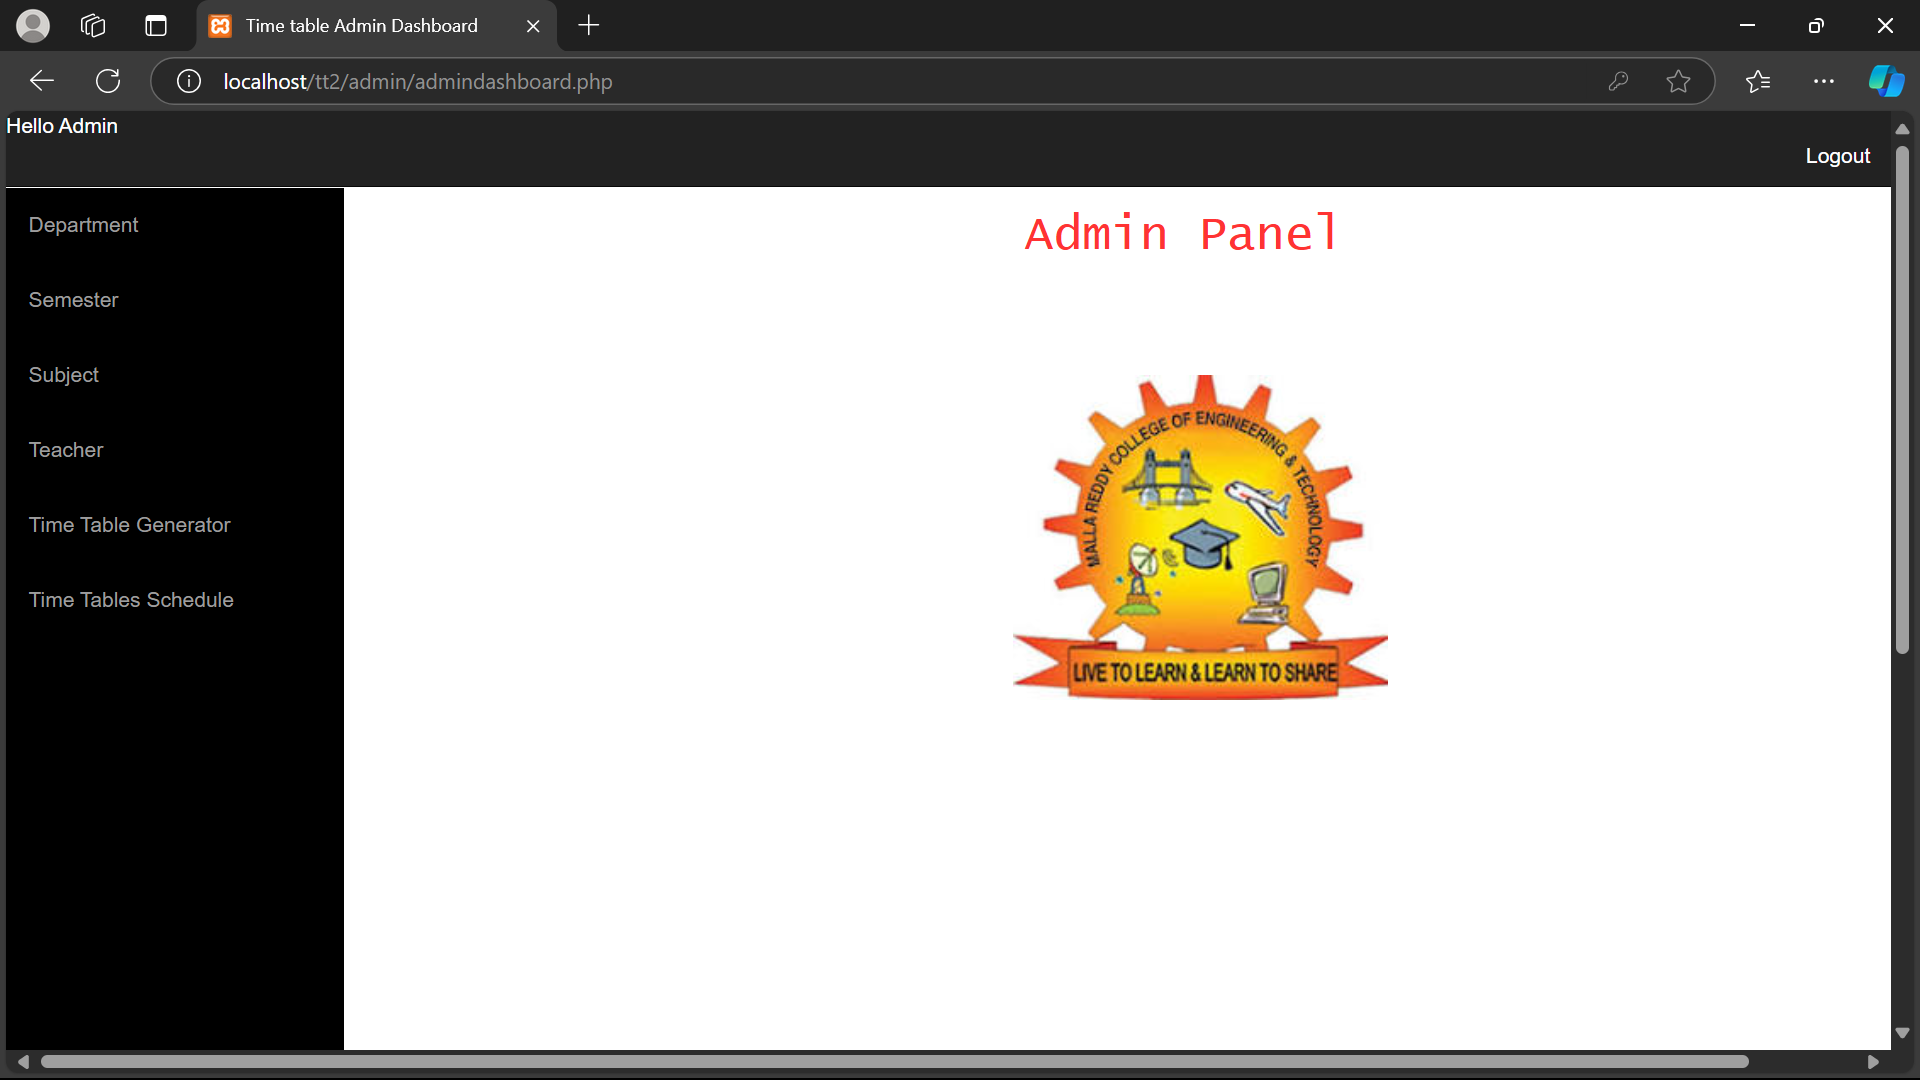 Time table Admin Dashboard
localhost/tt2/admin/admindashboard.php
Hello Admin
Logout
Department
Semester
Subject
Teacher
Time Table Generator
Time Tables Schedule
Admin Panel
MALLA REDDY COLLEGE OF ENGINEERING & TECHNOLOGY
LIVE TO LEARN & LEARN TO SHARE